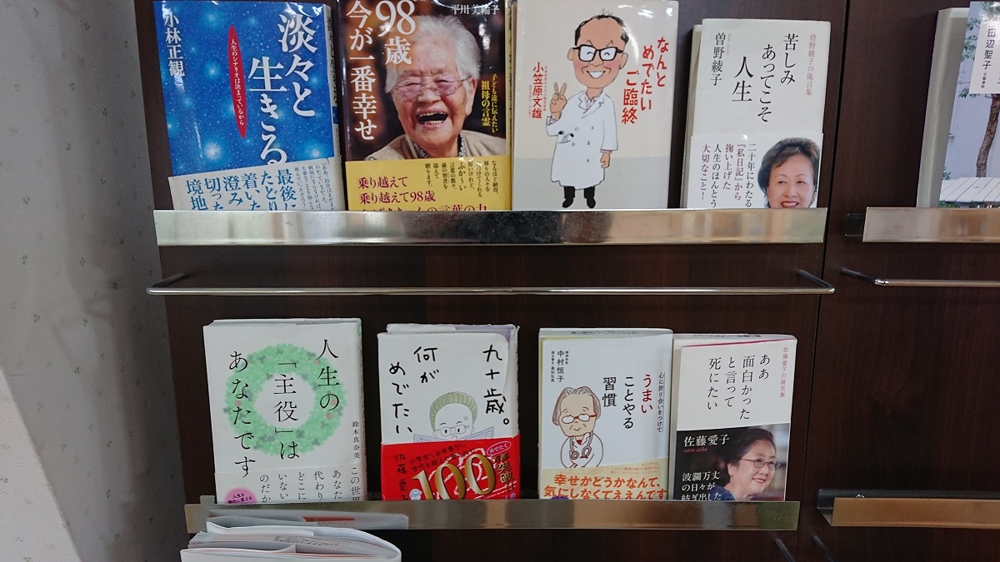 小林正観
淡々と
生きる
人生のシナリオは決まっているから
最後に
たどり
着いた
澄み
切った
境地
98歳
今が一番幸せ
平川美輪子
子ども達に伝えたい
祖母の言霊
なるほど納得、
乗り越えて
乗り越えて98歳
なんと
めでたい
ご臨終
小笠原文雄
曽野綾子の箴言集
苦しみ
あってこそ
人生
曽野綾子
二十年にわたる
『私日記』から
掬い上げた
人生のほんとう
大切なこと!
田辺聖子
人生の
「主役」は
あなたです
鈴木真奈美
この世界
あなた
代わり
どこに
いない
のだか
九十歳。
何が
めでたい
佐藤愛
100
心に折り合いをつけて
うまい
ことやる
習慣
中村恒子
幸せかどうかなんて、
気にしなくてええんです
佐藤愛子の箴言集
ああ
面白かった
と言って
死にたい
佐藤愛子
sato aiko
波瀾万丈
の日々が
紡ぎ出した